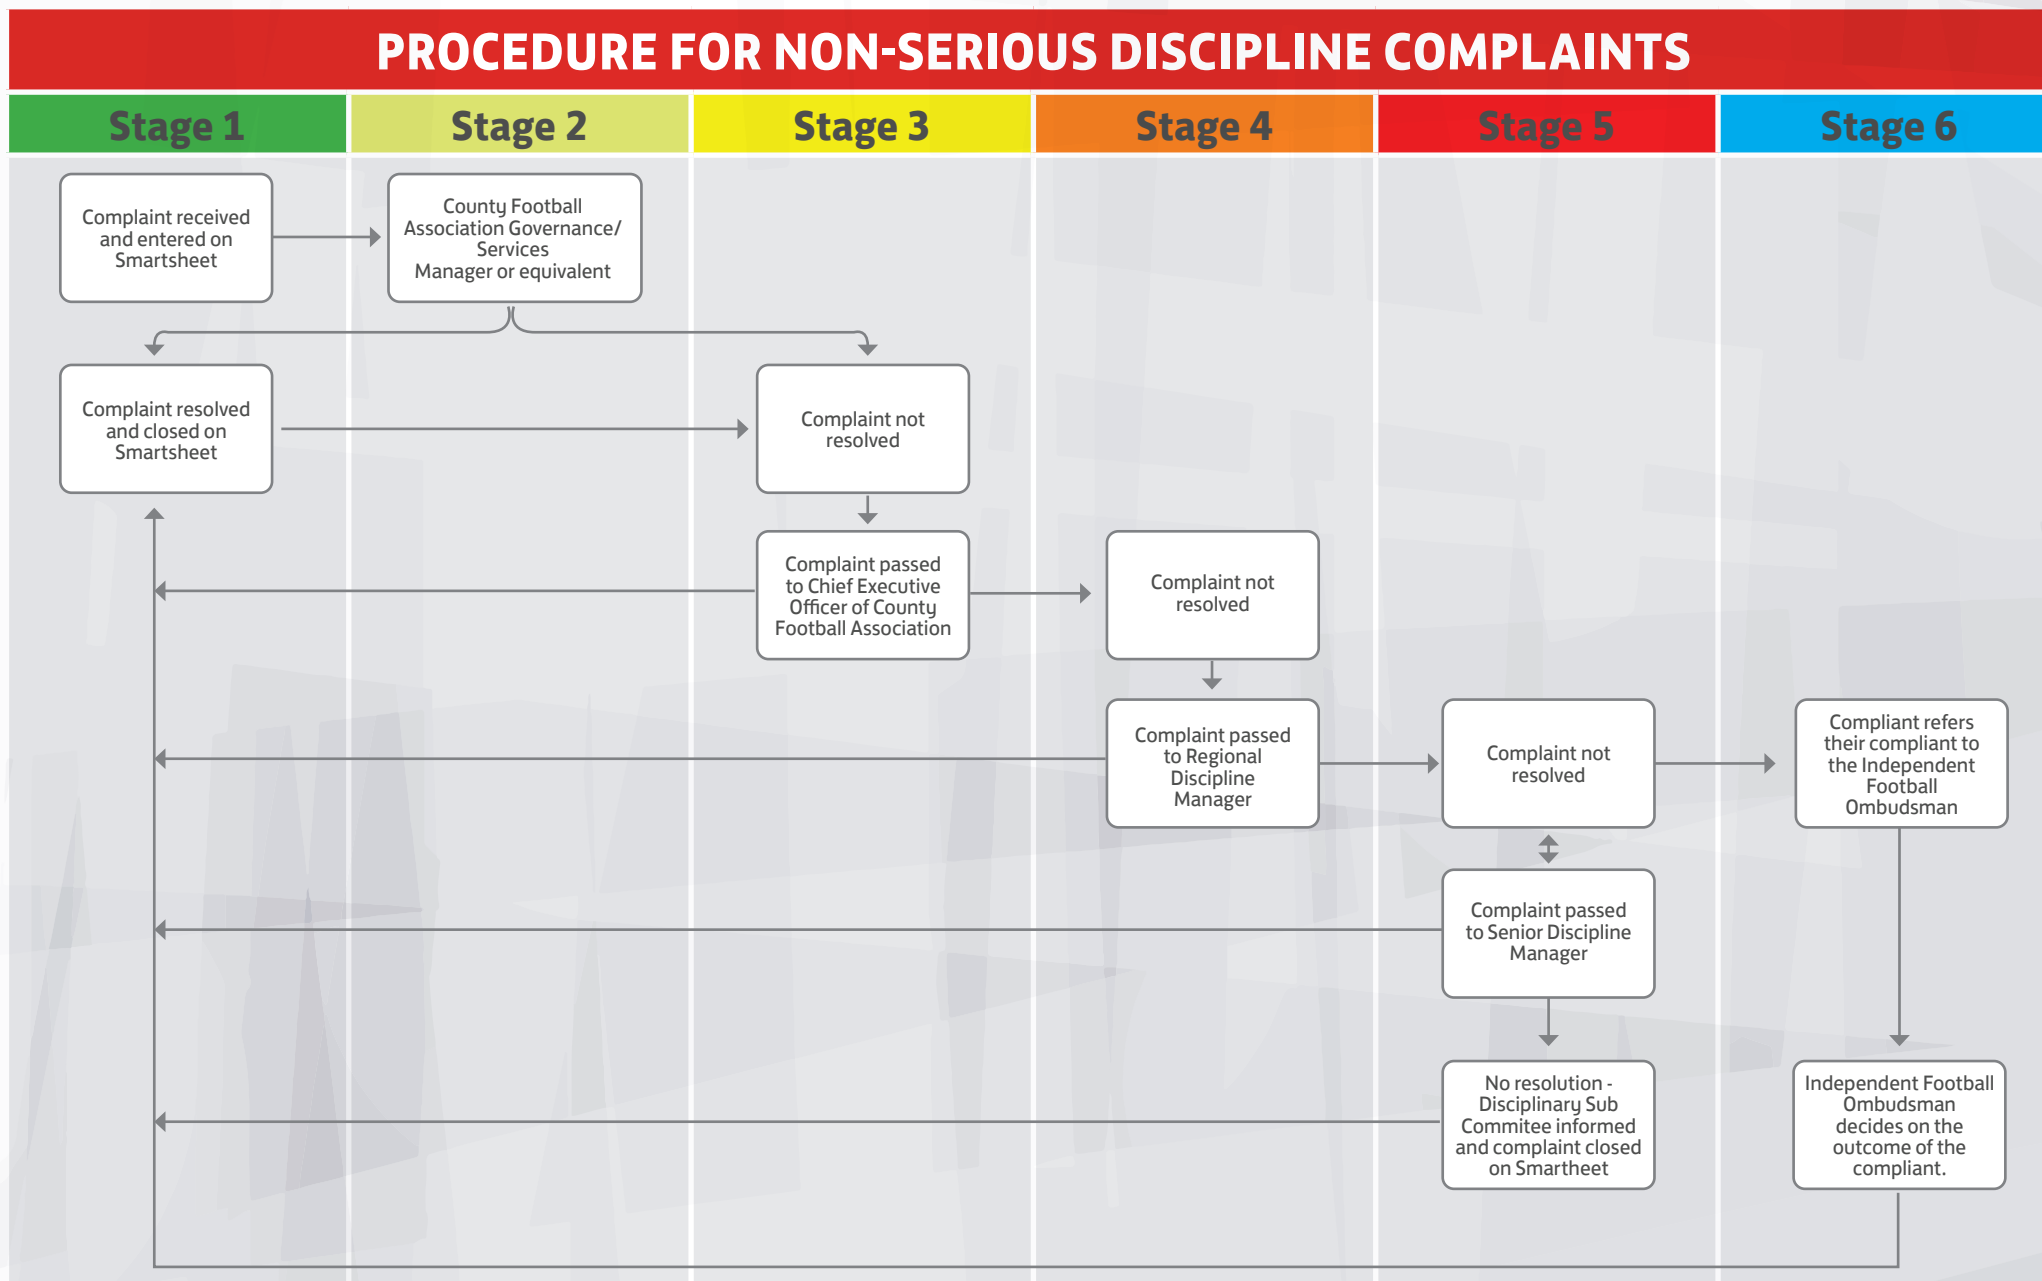 PROCEDURE FOR NON-SERIOUS DISCIPLINE COMPLAINTS
Stage 1
Stage 2
Stage 3
Stage 4
Stage 5
Stage 6
Complaint received
and entered on
Smartsheet
County Football
Association Governance/
Services
Manager or equivalent
Complaint resolved
and closed on
Smartsheet
Complaint not
resolved
Complaint passed
to Chief Executive
Officer of County
Football Association
Complaint not
resolved
Complaint passed
to Regional
Discipline
Manager
Complaint not
resolved
Compliant refers
their compliant to
the Independent
Football
Ombudsman
Complaint passed
to Senior Discipline
Manager
No resolution -
Disciplinary Sub
Commitee informed
and complaint closed
on Smartheet
Independent Football
Ombudsman
decides on the
outcome of the
compliant.